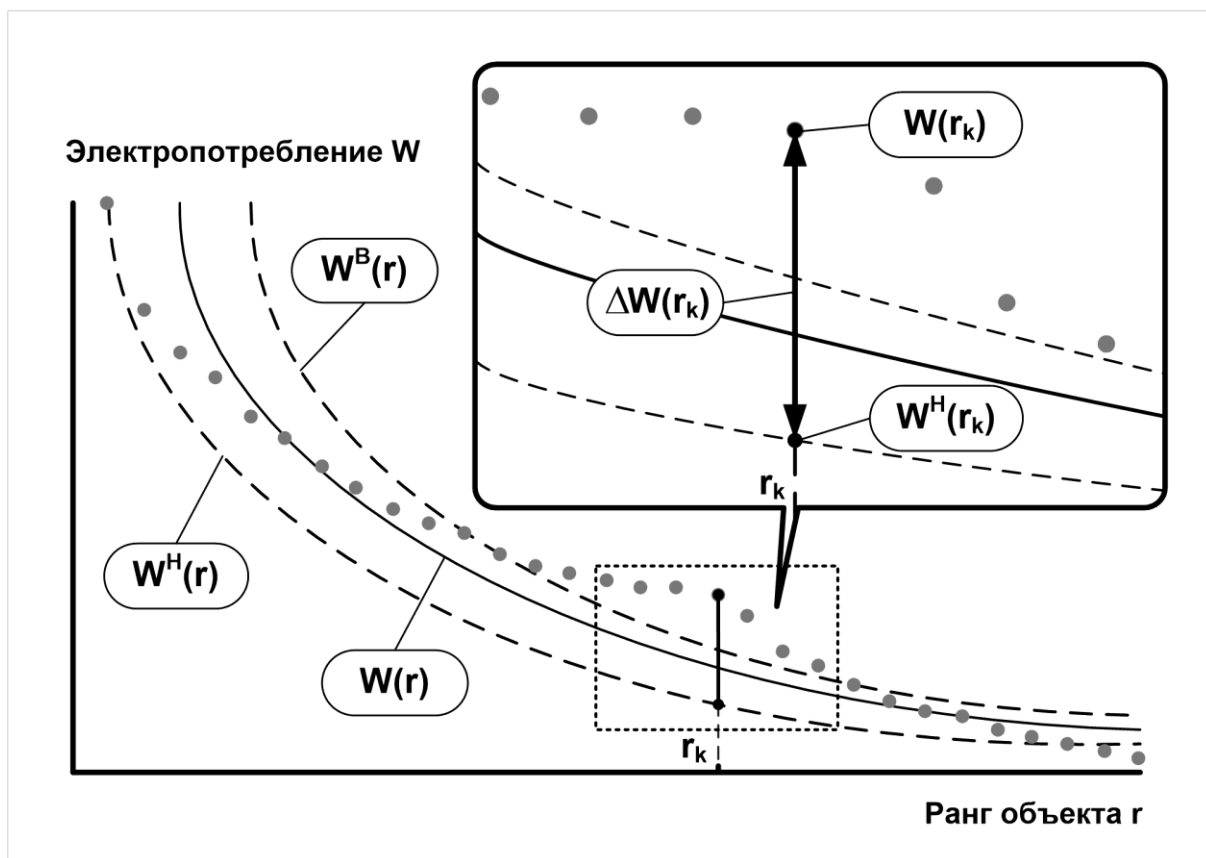 Электропотребление W
W(rₖ)
Wᴮ(r)
ΔW(rₖ)
Wᴴ(rₖ)
rₖ
Wᴴ(r)
W(r)
rₖ
Ранг объекта r